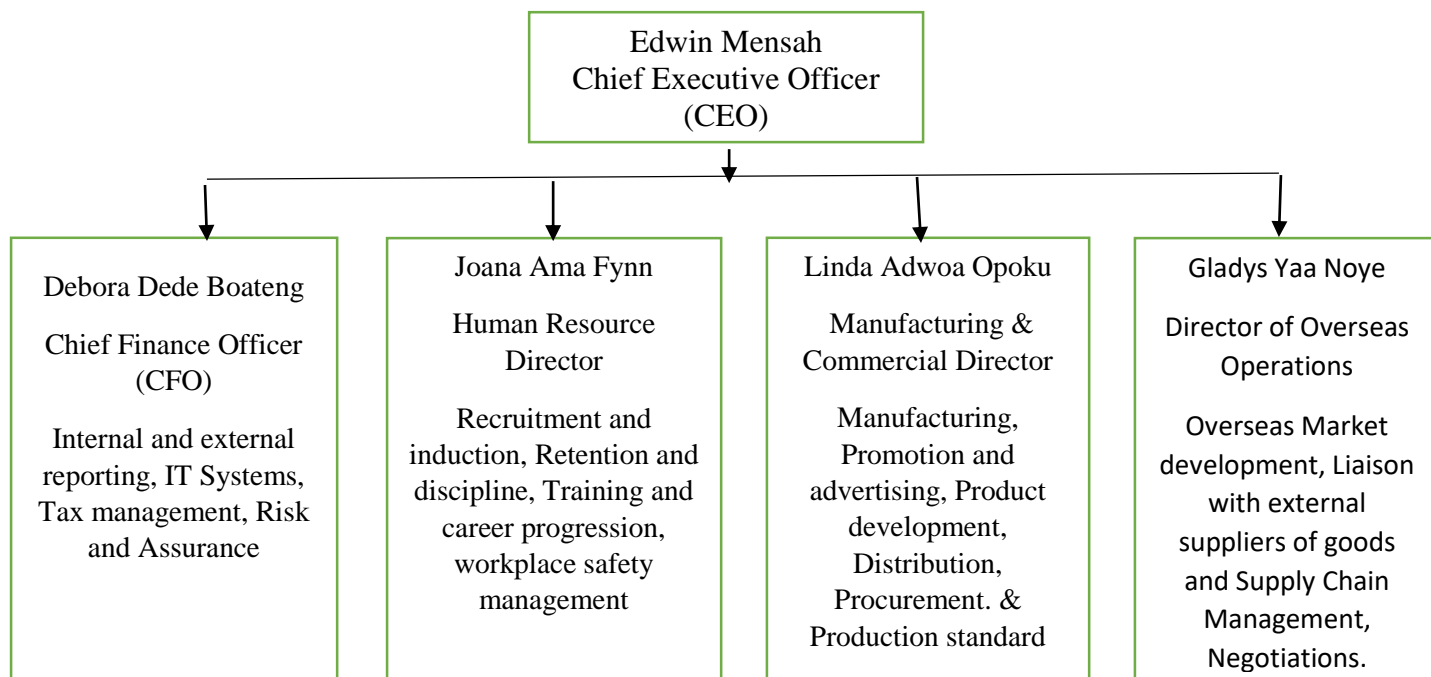 Edwin Mensah
Chief Executive Officer
(CEO)
Debora Dede Boateng
Chief Finance Officer
(CFO)
Internal and external
reporting, IT Systems,
Tax management, Risk
and Assurance
Joana Ama Fynn
Human Resource
Director
Recruitment and
induction, Retention and
discipline, Training and
career progression,
workplace safety
management
Linda Adwoa Opoku
Manufacturing &
Commercial Director
Manufacturing,
Promotion and
advertising, Product
development,
Distribution,
Procurement. &
Production standard
Gladys Yaa Noye
Director of Overseas
Operations
Overseas Market
development, Liaison
with external
suppliers of goods
and Supply Chain
Management,
Negotiations.